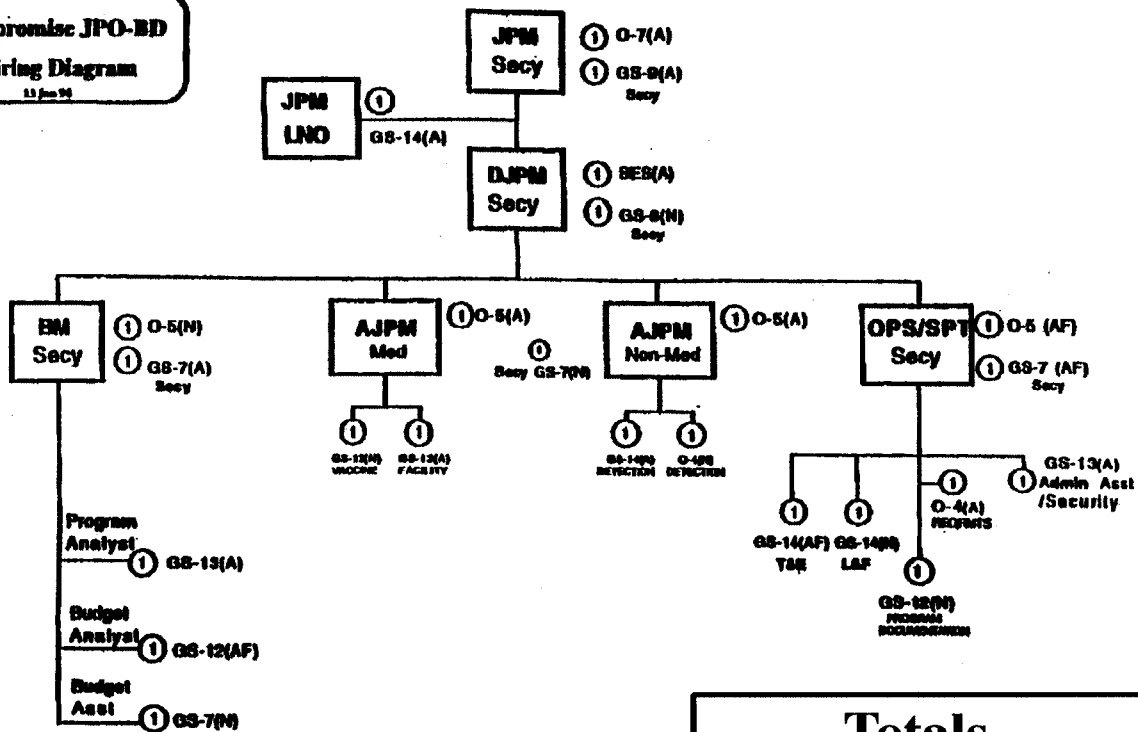 promise JPO-BD
iring Diagram
JPM
Secy
1 O-7(A)
1 GS-9(A)
Secy
JPM
LNO
1
GS-14(A)
DJPM
Secy
1 SES(A)
1 GS-8(N)
Secy
BM
Secy
1 O-5(N)
1 GS-7(A)
Secy
AJPM
Med
1 O-5(A)
1
Secy GS-7(N)
AJPM
Non-Med
1 O-5(A)
OPS/SPT
Secy
1 O-5 (AF)
1 GS-7 (AF)
Secy
1 1
VACCINE FACILITY
1 1
DETECTION DETECTION
1 GS-13(A)
Admin Asst
/Security
1
O-4(A)
1 1
GS-14(AF) GS-14(N)
T&E
1
GS-12(N)
PROGRAM
DOCUMENTATION
Program
Analyst
1 GS-13(A)
Budget
Analyst
1 GS-12(AF)
Budget
Asst
1 GS-7(N)
Totals